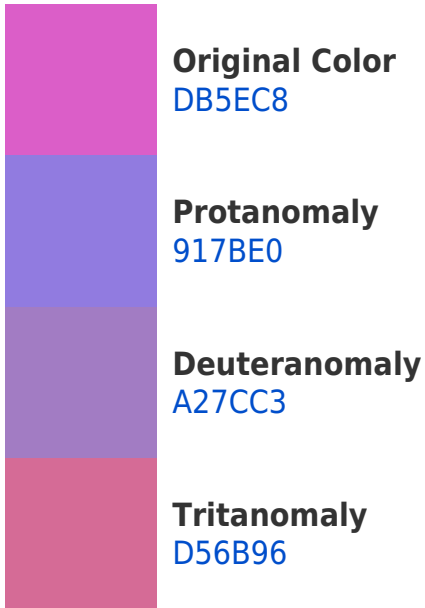 Original Color
DB5EC8
Protanomaly
917BE0
Deuteranomaly
A27CC3
Tritanomaly
D56B96